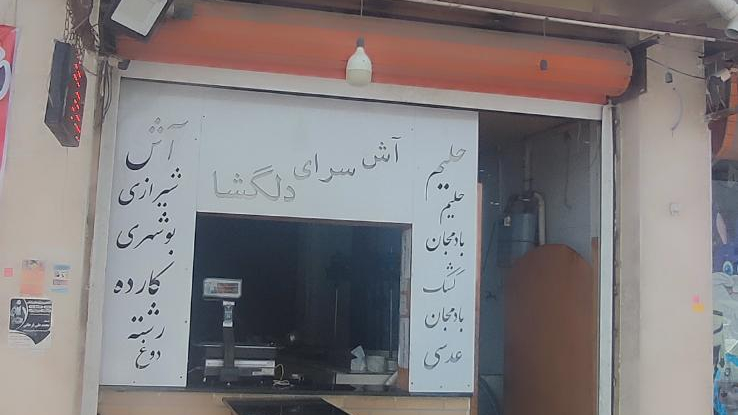 آش سرای دلگشا
حلیم
حلیم
بادمجان
کشک
بادمجان
عدسی
آش
شیرازی
بوشهری
کارده
رشته
دوغ